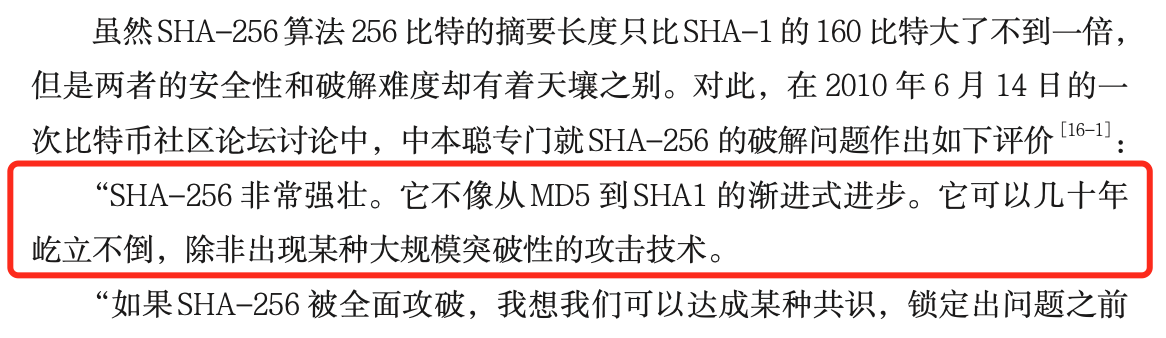 虽然SHA-256算法256比特的摘要长度只比SHA-1的160比特大了不到一倍，
但是两者的安全性和破解难度却有着天壤之别。对此，在2010年6月14日的一
次比特币社区论坛讨论中，中本聪专门就SHA-256的破解问题作出如下评价[16-1]：
“SHA-256非常强壮。它不像从MD5到SHA1的渐进式进步。它可以几十年
屹立不倒，除非出现某种大规模突破性的攻击技术。
“如果SHA-256被全面攻破，我想我们可以达成某种共识，锁定出问题之前